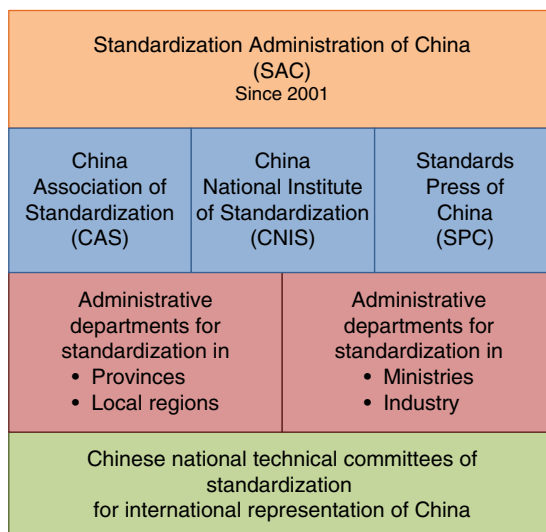 Standardization Administration of China
(SAC)
Since 2001
China
Association of
Standardization
(CAS)
China
National Institute
of Standardization
(CNIS)
Standards
Press of
China
(SPC)
Administrative
departments for
standardization in
• Provinces
• Local regions
Administrative
departments for
standardization in
• Ministries
• Industry
Chinese national technical committees of
standardization
for international representation of China